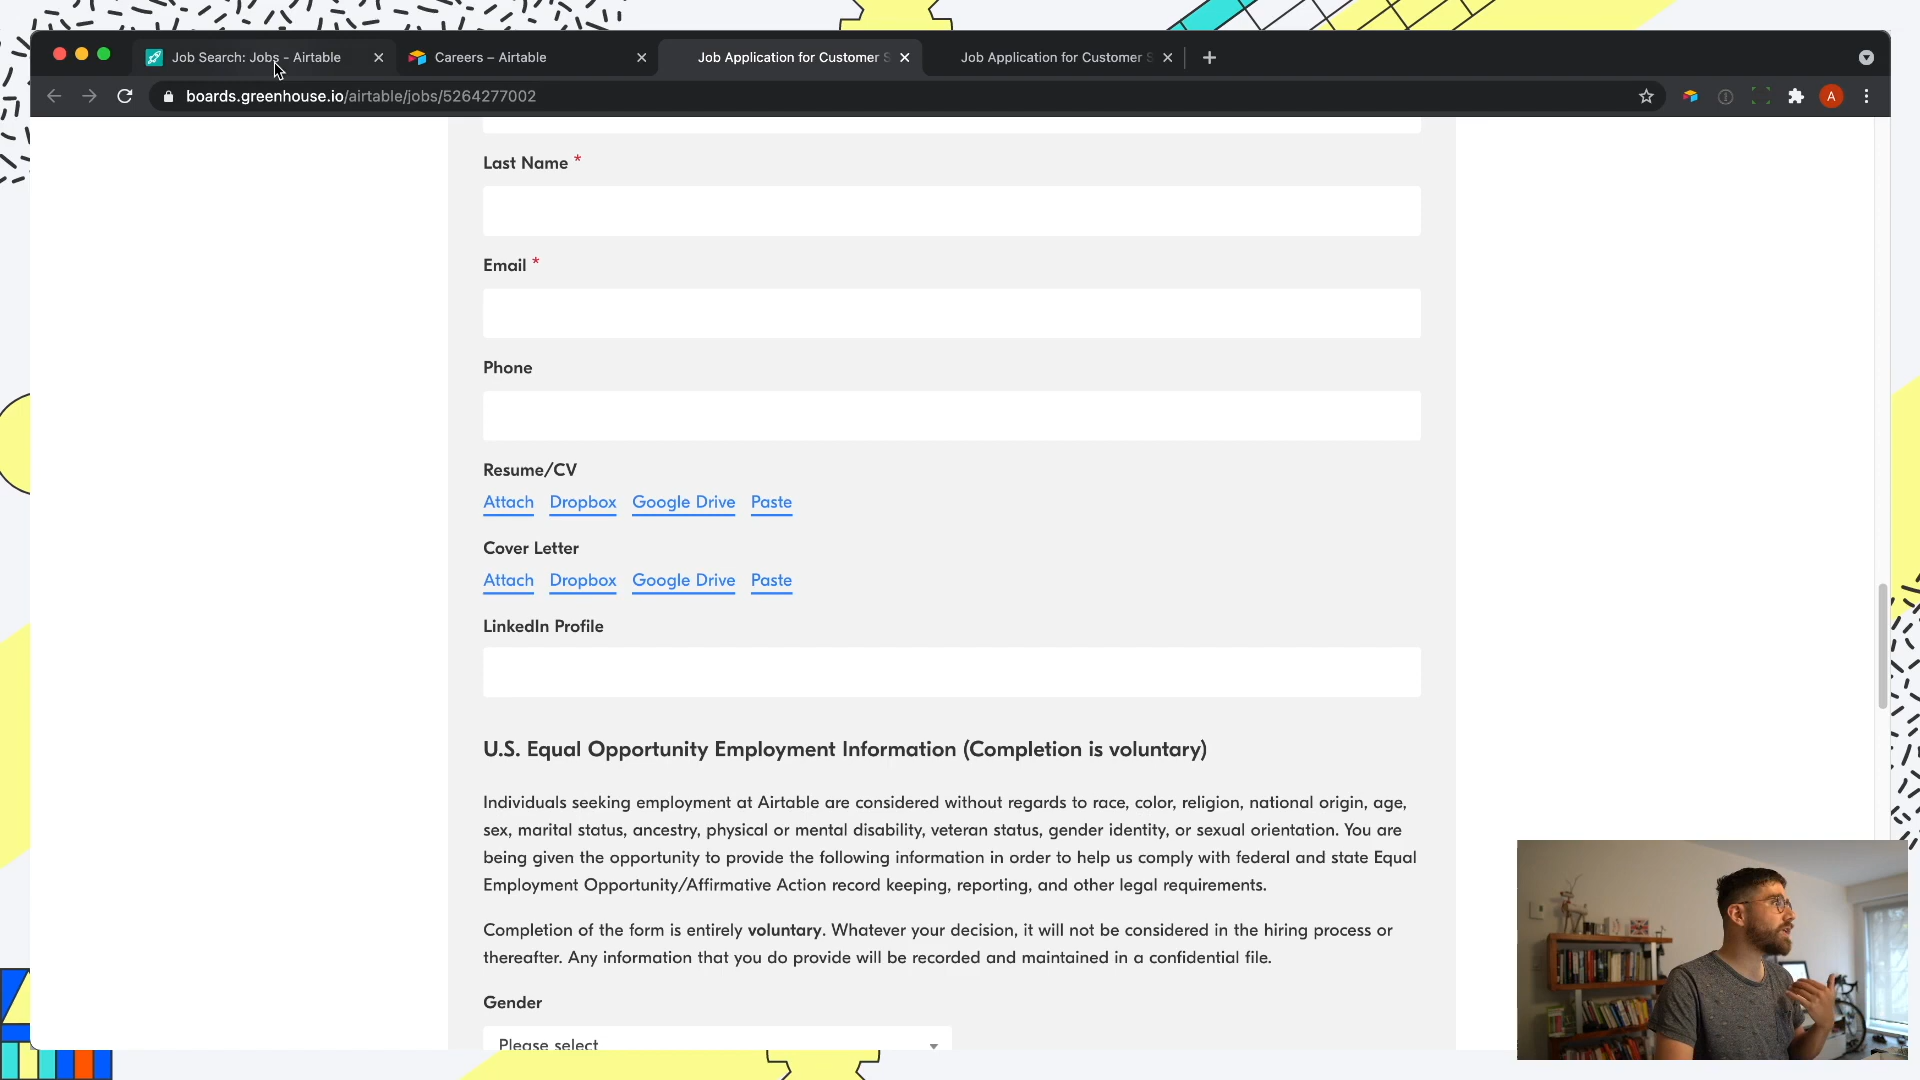 Job Search: Jobs - Airtable
Careers – Airtable
Job Application for Customer S
Job Application for Customer S
boards.greenhouse.io/airtable/jobs/5264277002
A
Last Name *
Email *
Phone
Resume/CV
Attach Dropbox Google Drive Paste
Cover Letter
Attach Dropbox Google Drive Paste
LinkedIn Profile
U.S. Equal Opportunity Employment Information (Completion is voluntary)
Individuals seeking employment at Airtable are considered without regards to race, color, religion, national origin, age,
sex, marital status, ancestry, physical or mental disability, veteran status, gender identity, or sexual orientation. You are
being given the opportunity to provide the following information in order to help us comply with federal and state Equal
Employment Opportunity/Affirmative Action record keeping, reporting, and other legal requirements.
Completion of the form is entirely voluntary. Whatever your decision, it will not be considered in the hiring process or
thereafter. Any information that you do provide will be recorded and maintained in a confidential file.
Gender
Please select